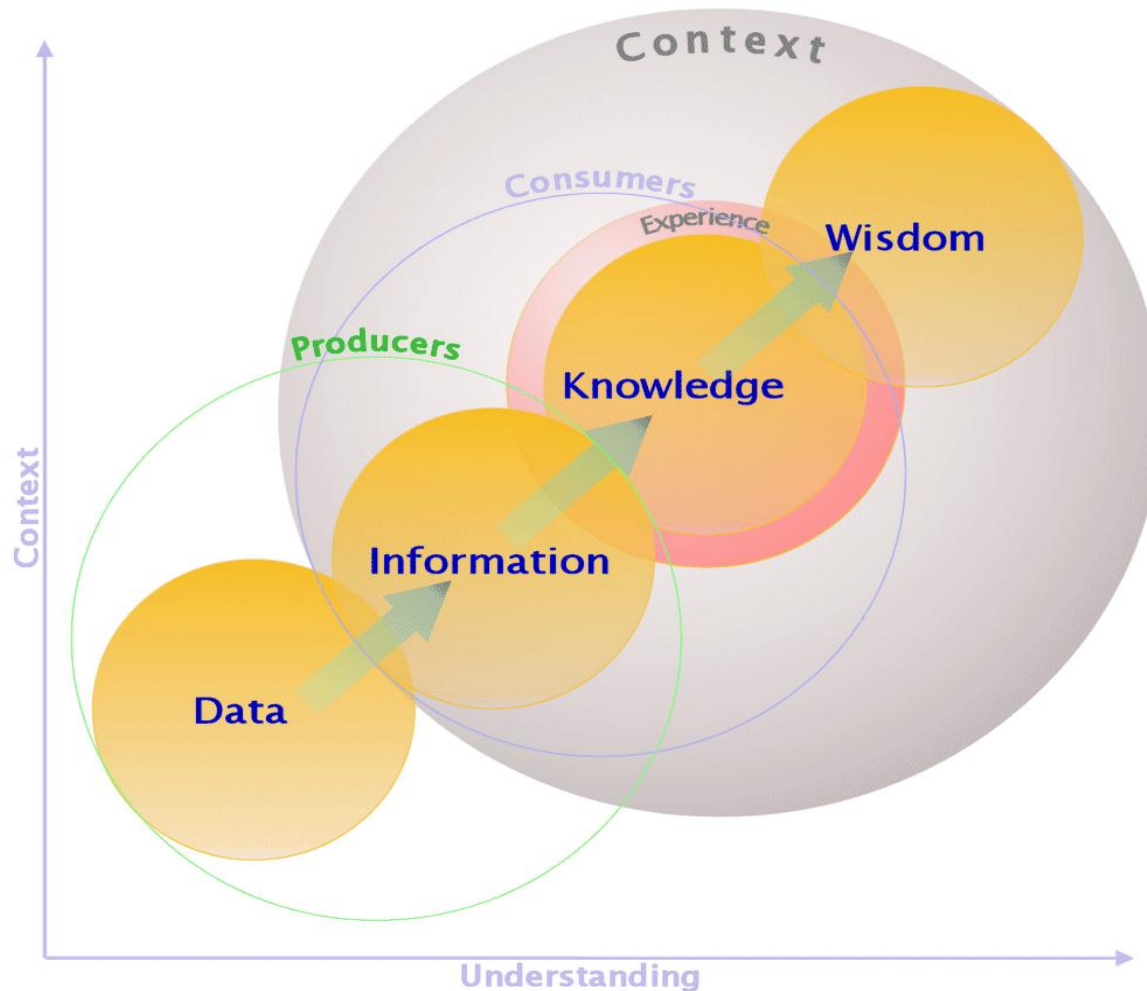 Context
Consumers
Experience
Wisdom
Producers
Knowledge
Context
Information
Data
Understanding